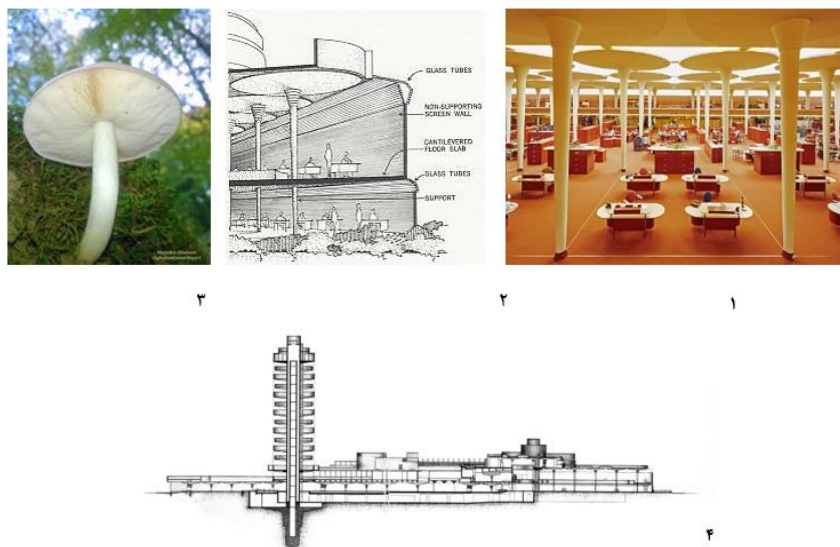 GLASS TUBES
NON-SUPPORTING
SCREEN WALL
CANTILEVERED
FLOOR SLAB
GLASS TUBES
SUPPORT
۳
۲
۱
۴